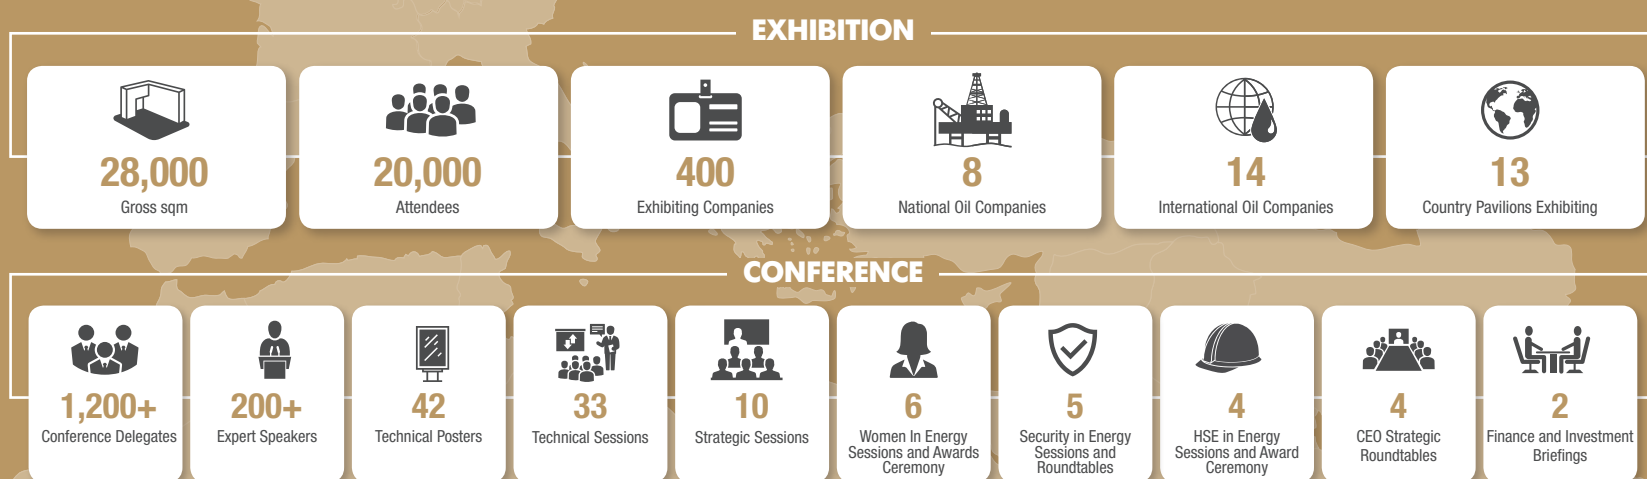 EXHIBITION
28,000
Gross sqm
20,000
Attendees
400
Exhibiting Companies
8
National Oil Companies
14
International Oil Companies
13
Country Pavilions Exhibiting
CONFERENCE
1,200+
Conference Delegates
200+
Expert Speakers
42
Technical Posters
33
Technical Sessions
10
Strategic Sessions
6
Women In Energy
Sessions and Awards
Ceremony
5
Security in Energy
Sessions and
Roundtables
4
HSE in Energy
Sessions and Award
Ceremony
4
CEO Strategic
Roundtables
2
Finance and Investment
Briefings